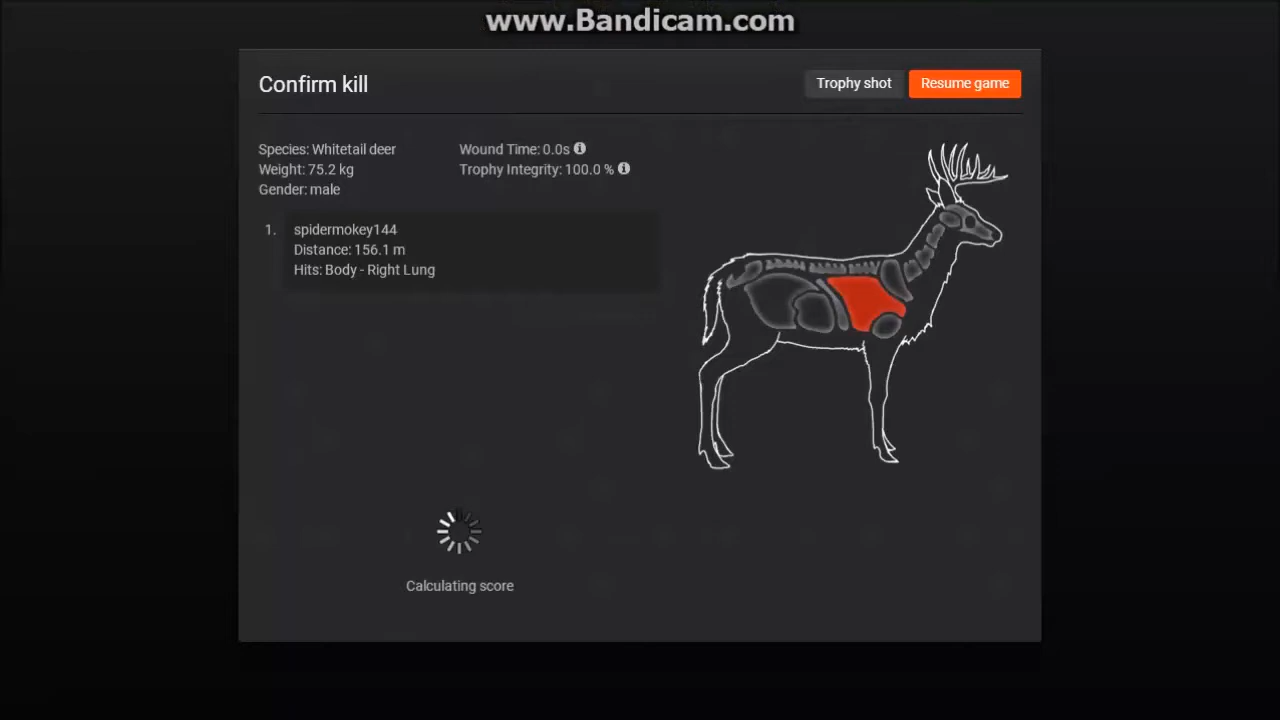 www.Bandicam.com
Confirm kill
Trophy shot
Resume game
Species: Whitetail deer
Weight: 75.2 kg
Gender: male
Wound Time: 0.0s
Trophy Integrity: 100.0 %
1.
spidermokey144
Distance: 156.1 m
Hits: Body - Right Lung
Calculating score